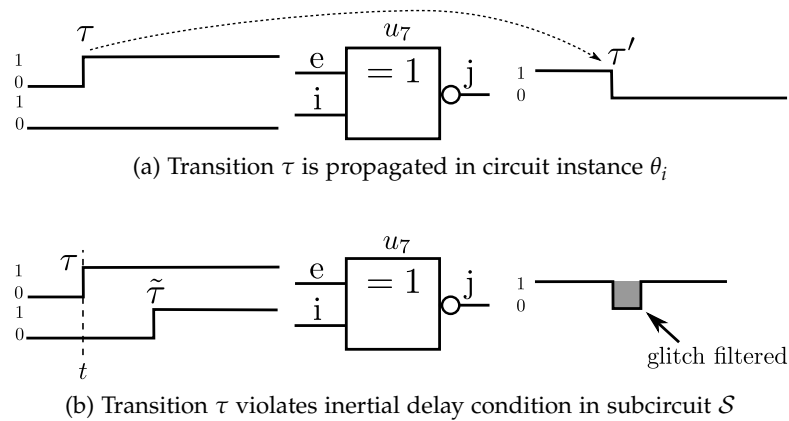 τ τ′
u₇
1
0
1
0
e
i
= 1
j
1
0
(a) Transition τ is propagated in circuit instance θᵢ
u₇
τ
τ̃
1
0
1
0
t
e
i
= 1
j
1
0
glitch filtered
(b) Transition τ violates inertial delay condition in subcircuit 𝒮